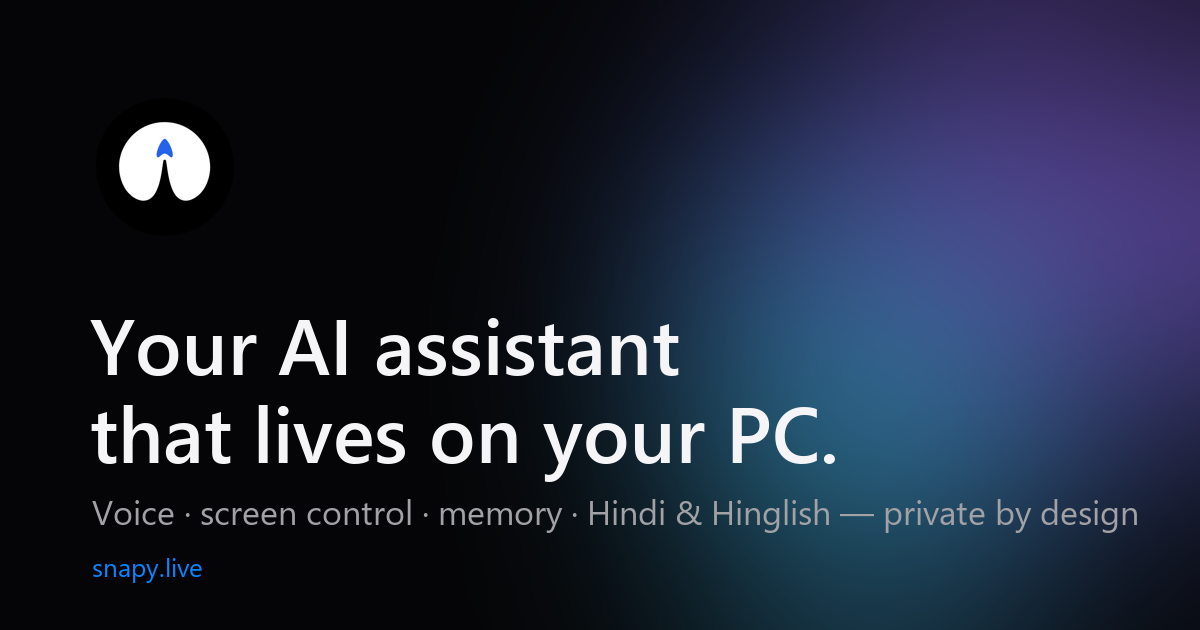 Your AI assistant
that lives on your PC.
Voice · screen control · memory · Hindi & Hinglish — private by design
snapy.live